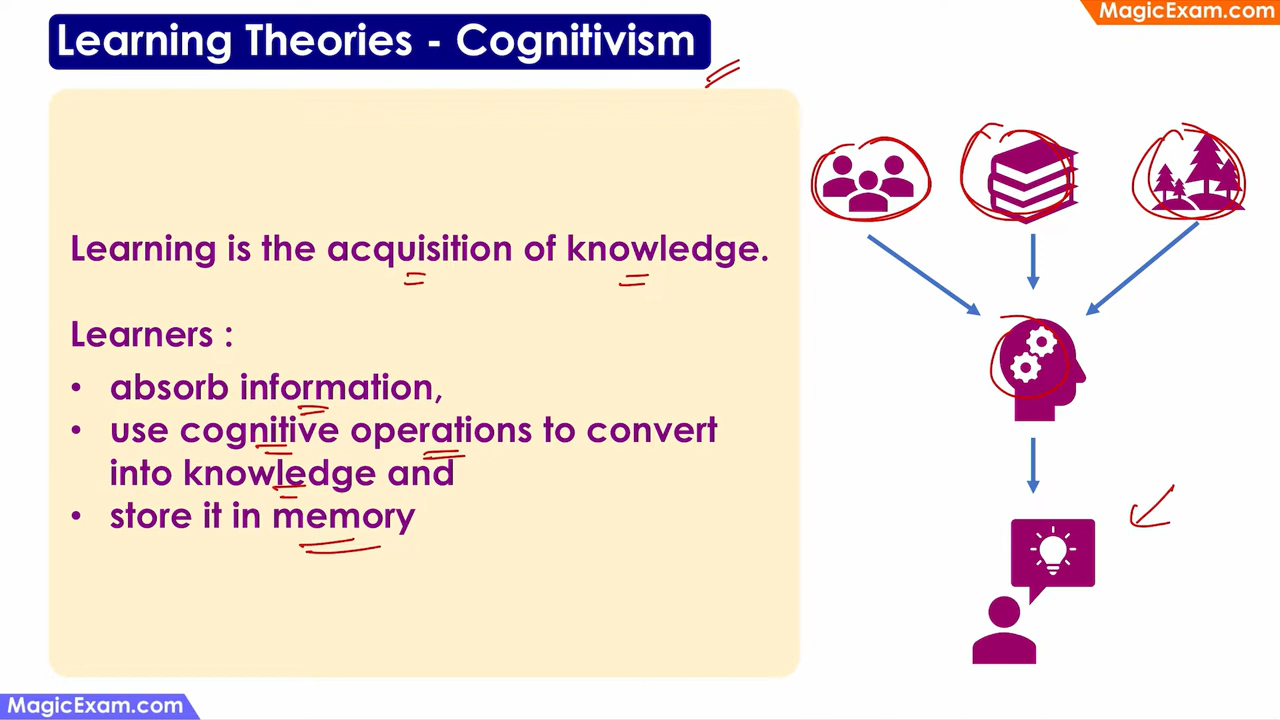 Learning Theories - Cognitivism
MagicExam.com
Learning is the acquisition of knowledge.
Learners :
• absorb information,
• use cognitive operations to convert
into knowledge and
• store it in memory
MagicExam.com